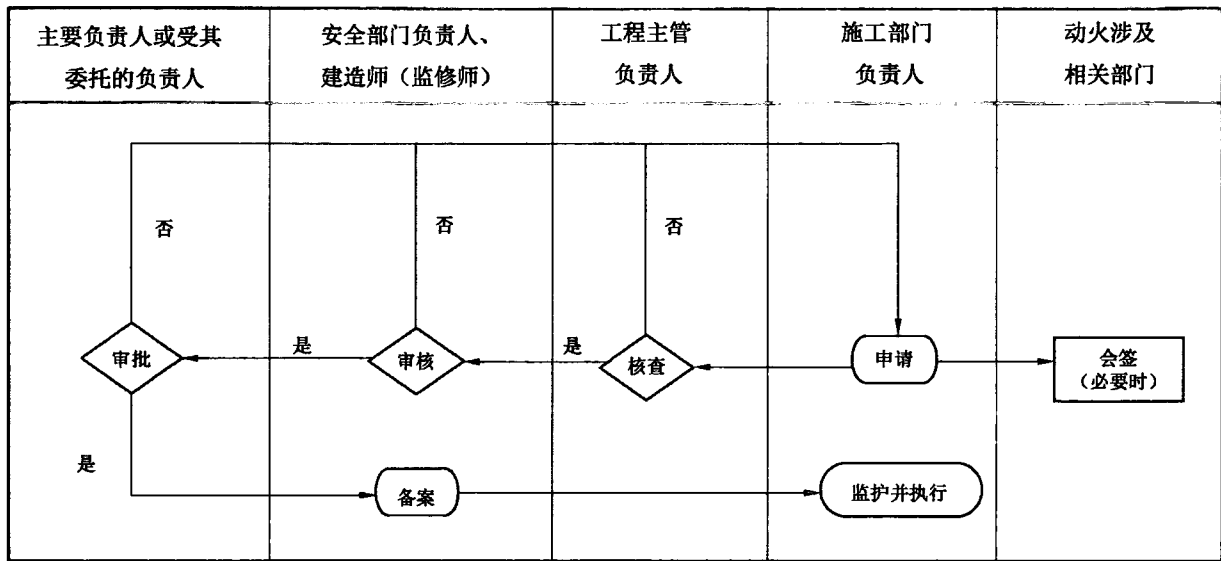 主要负责人或受其
委托的负责人
安全部门负责人、
建造师（监修师）
工程主管
负责人
施工部门
负责人
动火涉及
相关部门
否
否
否
审批
是
审核
是
核查
申请
会签
（必要时）
是
备案
监护并执行